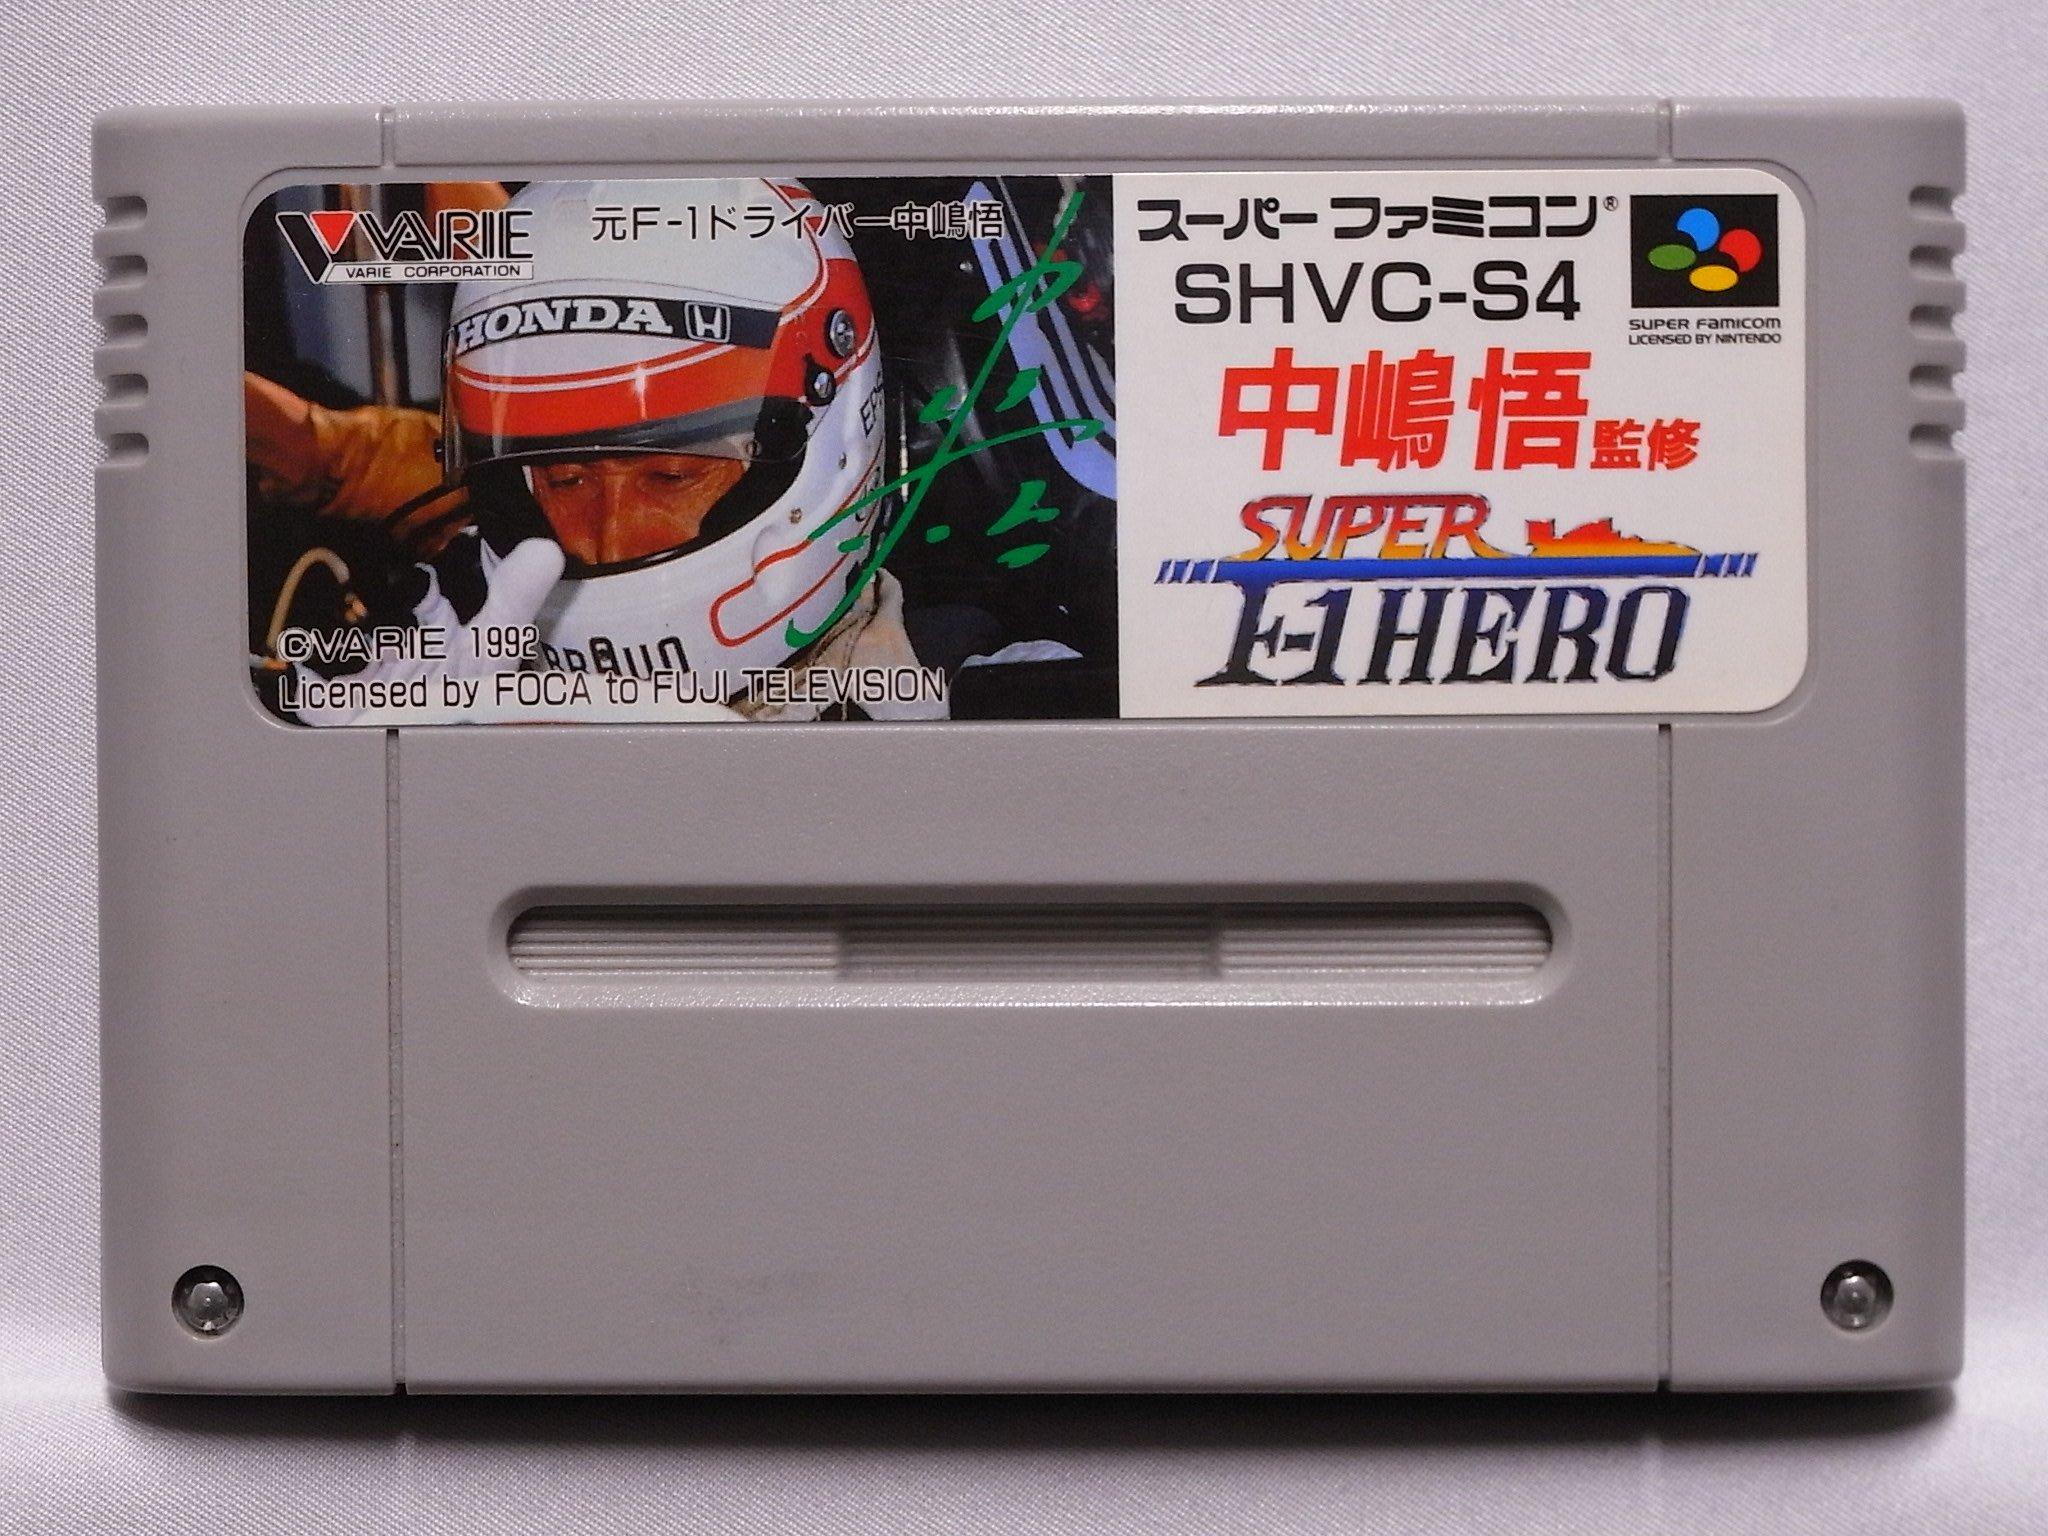 VARIE
VARIE CORPORATION
元F-1ドライバー中嶋悟
HONDA
EPS
BRAUN
©VARIE 1992
Licensed by FOCA to FUJI TELEVISION
スーパーファミコン®
SHVC-S4
SUPER FAMICOM
LICENSED BY NINTENDO
中嶋悟監修
SUPER
F-1 HERO